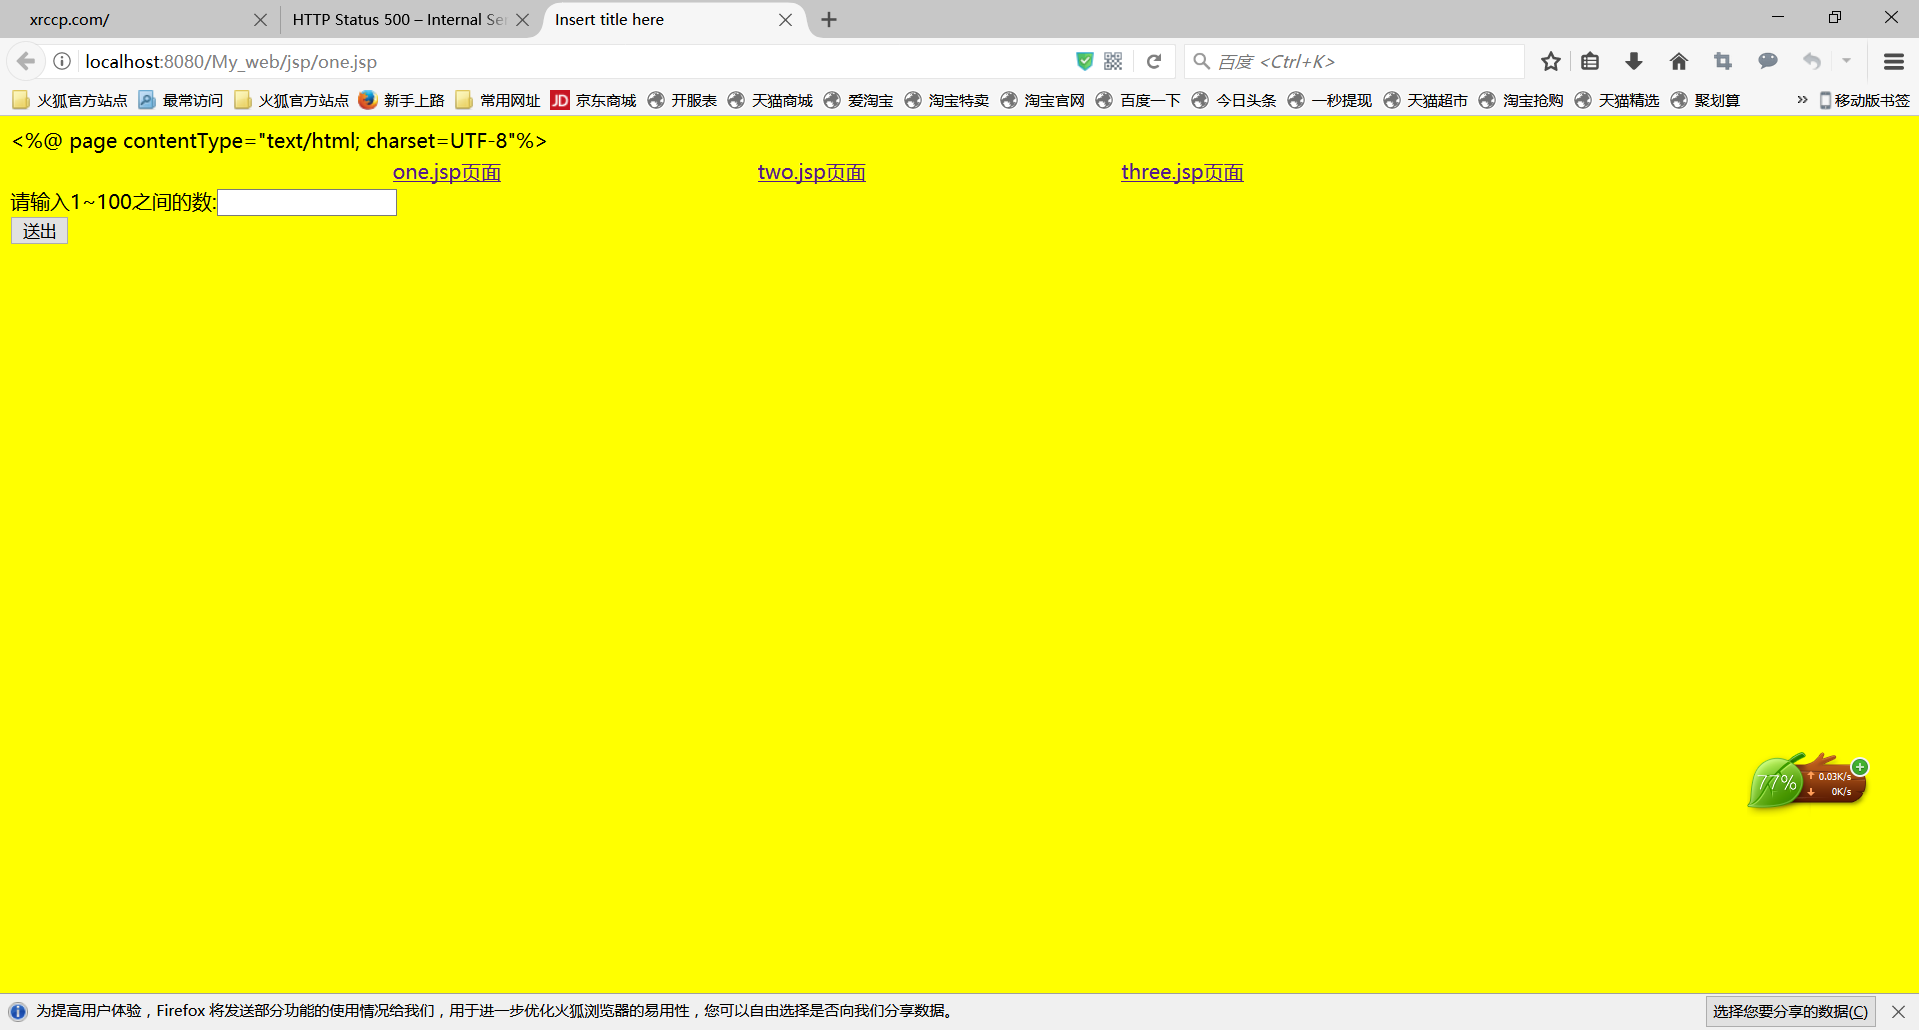 xrccp.com/
HTTP Status 500 – Internal Ser
Insert title here
localhost:8080/My_web/jsp/one.jsp
百度 <Ctrl+K>
火狐官方站点 最常访问 火狐官方站点 新手上路 常用网址 JD 京东商城 开服表 天猫商城 爱淘宝 淘宝特卖 淘宝官网 百度一下 今日头条 一秒提现 天猫超市 淘宝抢购 天猫精选 聚划算 » 移动版书签
<%@ page contentType="text/html; charset=UTF-8"%>
one.jsp页面 two.jsp页面 three.jsp页面
请输入1~100之间的数:
送出
77%
0.03K/s
0K/s
为提高用户体验，Firefox 将发送部分功能的使用情况给我们，用于进一步优化火狐浏览器的易用性，您可以自由选择是否向我们分享数据。
选择您要分享的数据(C)